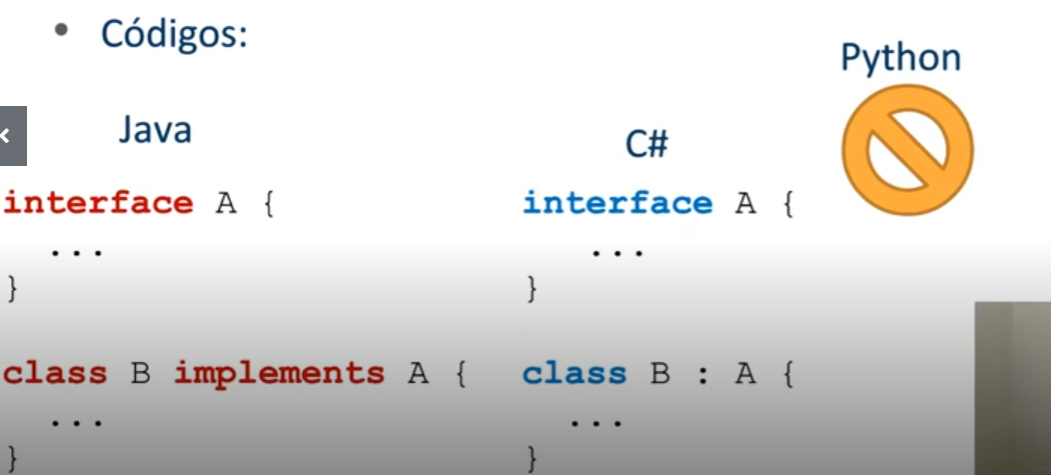 • Códigos:
Python
Java
C#
interface A {
...
}
class B implements A {
...
}
interface A {
...
}
class B : A {
...
}